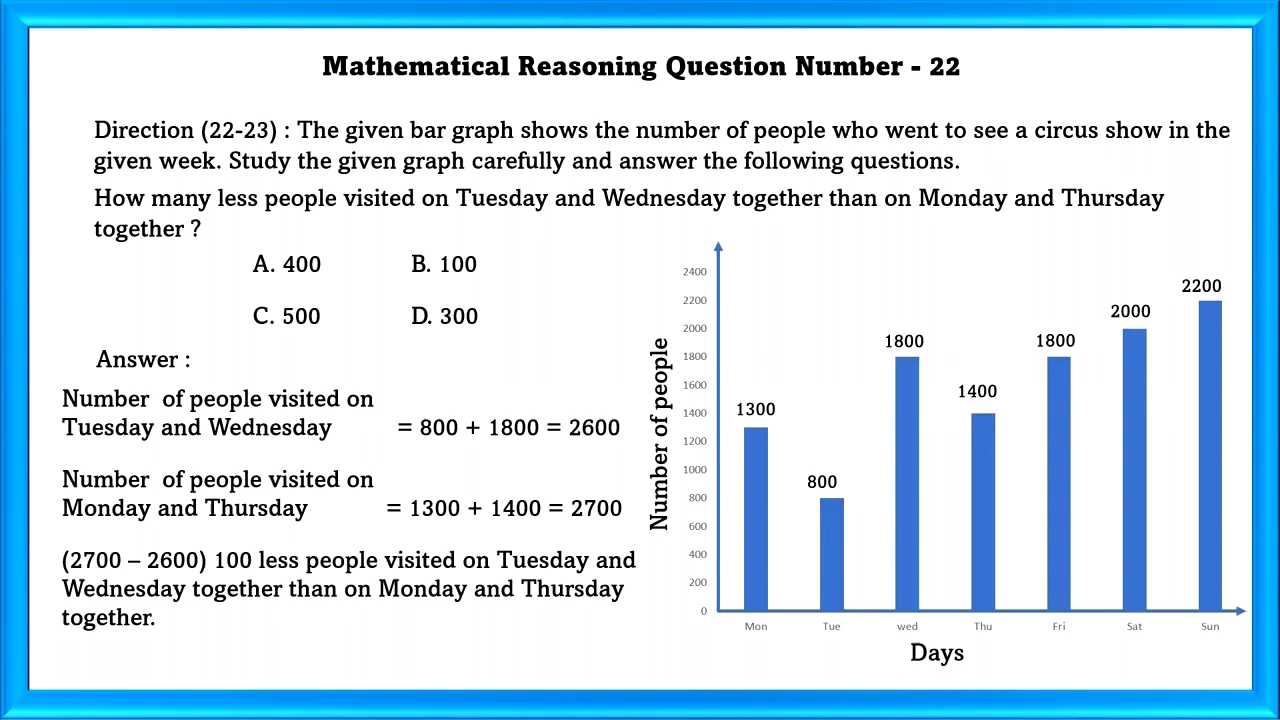 Mathematical Reasoning Question Number - 22
Direction (22-23) : The given bar graph shows the number of people who went to see a circus show in the
given week. Study the given graph carefully and answer the following questions.
How many less people visited on Tuesday and Wednesday together than on Monday and Thursday
together ?
A. 400 B. 100
C. 500 D. 300
Answer :
Number of people visited on
Tuesday and Wednesday = 800 + 1800 = 2600
Number of people visited on
Monday and Thursday = 1300 + 1400 = 2700
(2700 – 2600) 100 less people visited on Tuesday and
Wednesday together than on Monday and Thursday
together.
Number of people
2400
2200
2000
1800
1600
1400
1200
1000
800
600
400
200
0
1300
800
1800
1400
1800
2000
2200
Mon Tue wed Thu Fri Sat Sun
Days